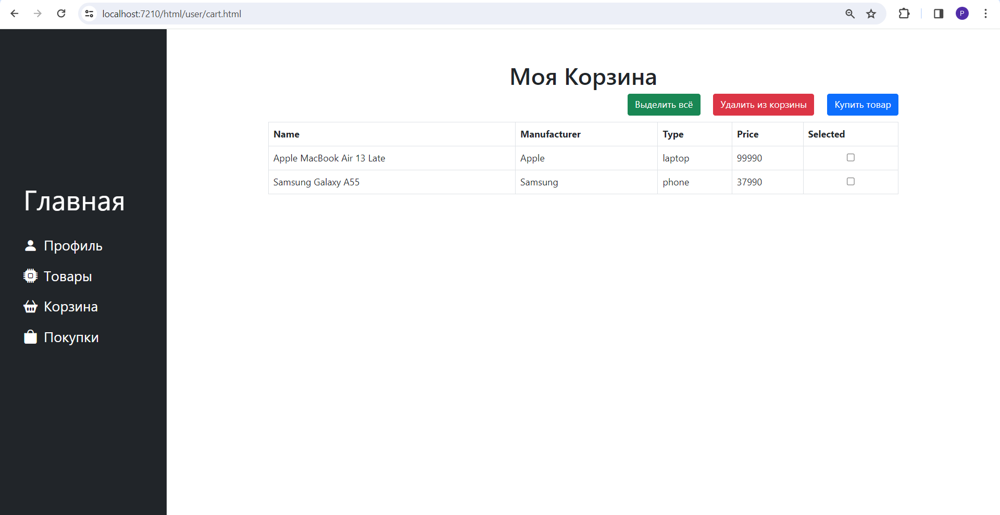 localhost:7210/html/user/cart.html
P
Главная
Профиль
Товары
Корзина
Покупки
Моя Корзина
Выделить всё Удалить из корзины Купить товар
Name Manufacturer Type Price Selected
Apple MacBook Air 13 Late Apple laptop 99990
Samsung Galaxy A55 Samsung phone 37990